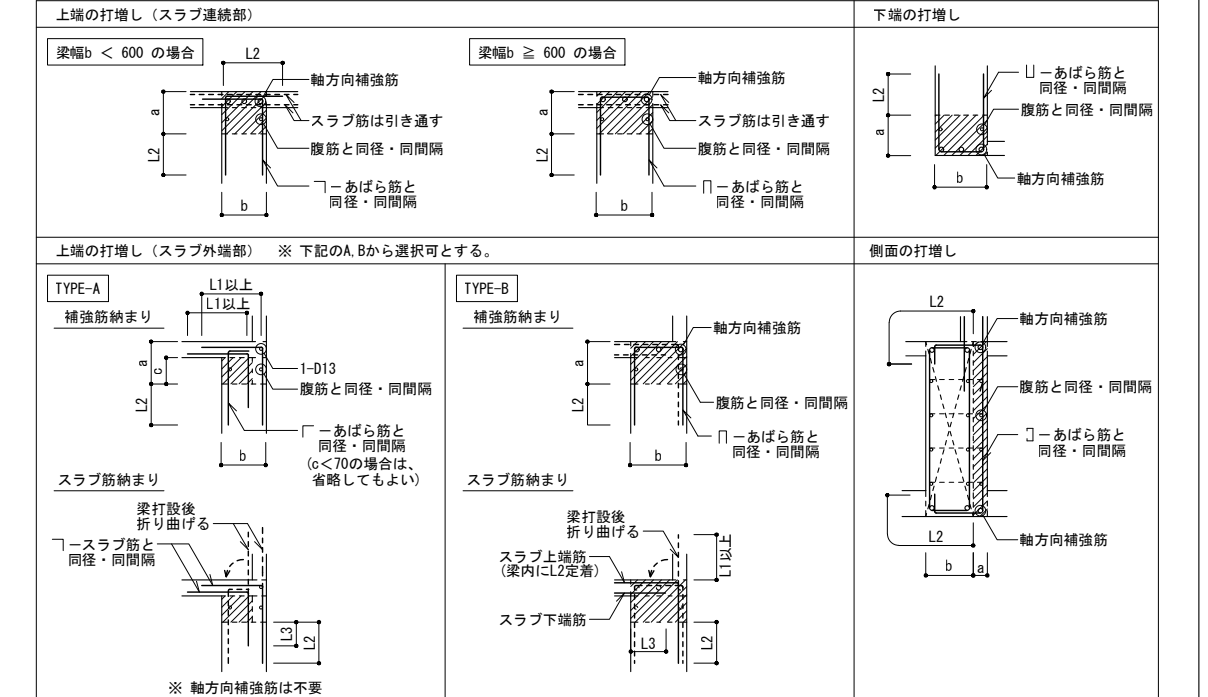 上端の打増し（スラブ連続部）
梁幅b < 600 の場合
L2
軸方向補強筋
スラブ筋は引き通す
腹筋と同径・同間隔
ーあばら筋と
同径・同間隔
a
L2
b
梁幅b ≧ 600 の場合
軸方向補強筋
スラブ筋は引き通す
腹筋と同径・同間隔
ーあばら筋と
同径・同間隔
a
L2
b
下端の打増し
ーあばら筋と
同径・同間隔
腹筋と同径・同間隔
軸方向補強筋
L2
a
b
上端の打増し（スラブ外端部）　※ 下記のA,Bから選択可とする。
TYPE-A
補強筋納まり
L1以上
L1以上
a
c
L2
1-D13
腹筋と同径・同間隔
ーあばら筋と
同径・同間隔
(c＜70の場合は、
省略してもよい)
b
スラブ筋納まり
梁打設後
折り曲げる
ースラブ筋と
同径・同間隔
L3
L2
※ 軸方向補強筋は不要
TYPE-B
補強筋納まり
軸方向補強筋
a
L2
腹筋と同径・同間隔
ーあばら筋と
同径・同間隔
b
スラブ筋納まり
梁打設後
折り曲げる
スラブ上端筋
(梁内にL2定着)
スラブ下端筋
L1以上
L3
L2
側面の打増し
L2
軸方向補強筋
腹筋と同径・同間隔
ーあばら筋と
同径・同間隔
軸方向補強筋
L2
b
a